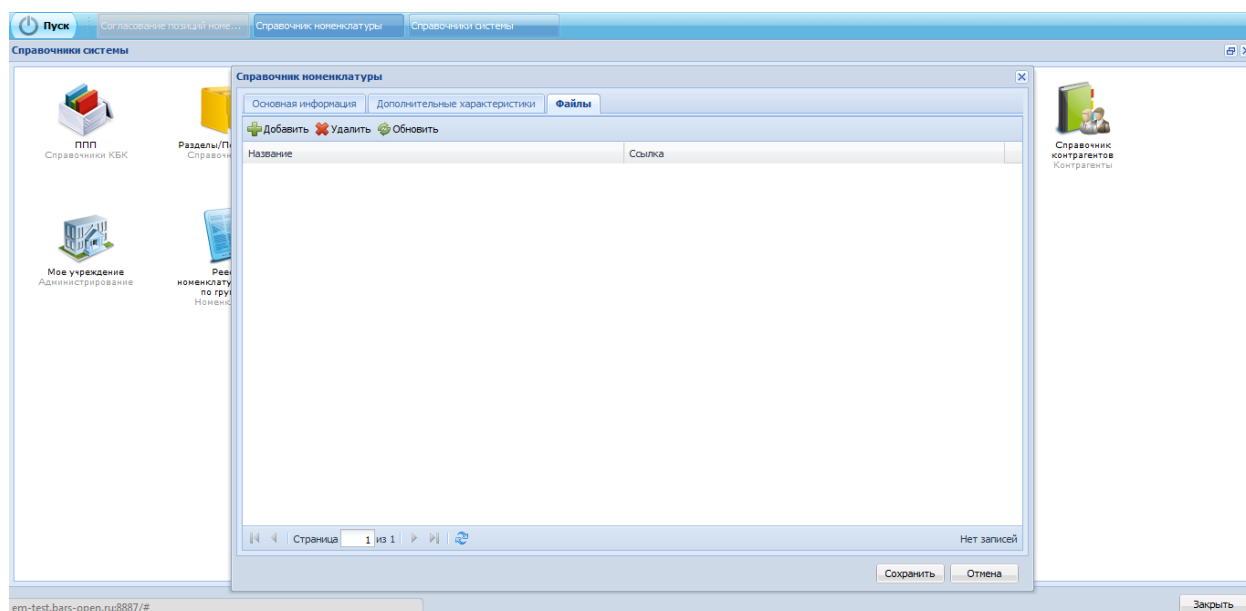 Пуск
Согласование позиций номе...
Справочник номенклатуры
Справочники системы
Справочники системы
ППП
Справочники КБК
Разделы/По
Справочн
Мое учреждение
Администрирование
Реес
номенклату
по груп
Номенк
Справочник номенклатуры
Основная информация
Дополнительные характеристики
Файлы
Добавить Удалить Обновить
Название Ссылка
Страница 1 из 1
Нет записей
Сохранить Отмена
Справочник
контрагентов
Контрагенты
em-test.bars-open.ru:8887/#
Закрыть